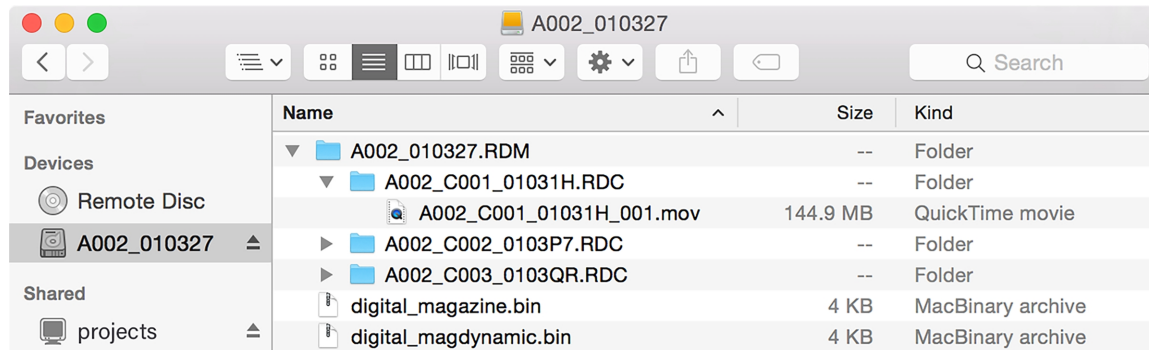 A002_010327
Search
Favorites
Devices
Remote Disc
A002_010327
Shared
projects
Name Size Kind
A002_010327.RDM -- Folder
A002_C001_01031H.RDC -- Folder
A002_C001_01031H_001.mov 144.9 MB QuickTime movie
A002_C002_0103P7.RDC -- Folder
A002_C003_0103QR.RDC -- Folder
digital_magazine.bin 4 KB MacBinary archive
digital_magdynamic.bin 4 KB MacBinary archive